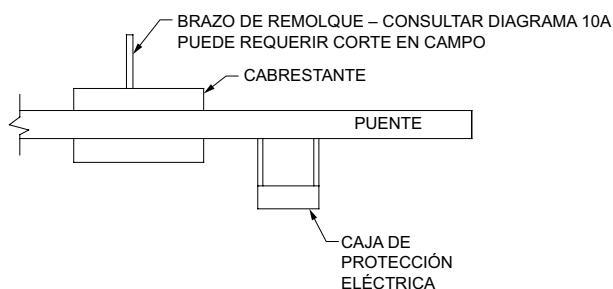 BRAZO DE REMOLQUE – CONSULTAR DIAGRAMA 10A
PUEDE REQUERIR CORTE EN CAMPO
CABRESTANTE
PUENTE
CAJA DE
PROTECCIÓN
ELÉCTRICA